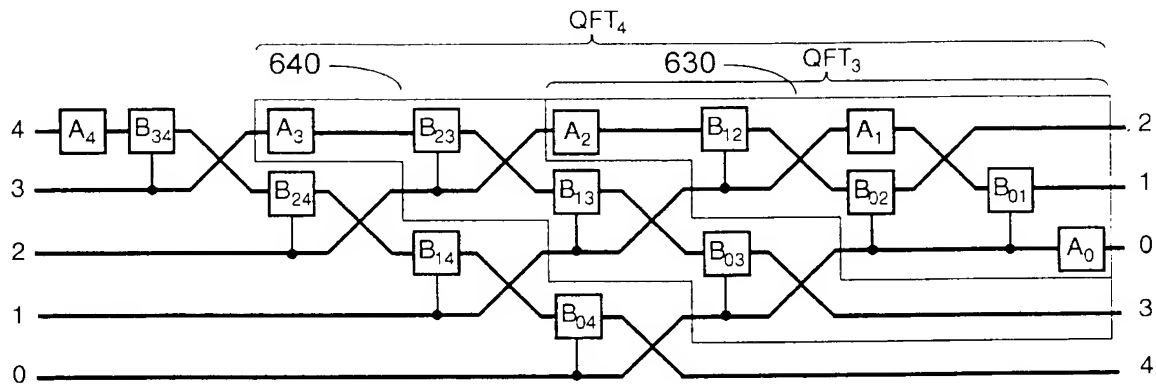 QFT₄
640
630
QFT₃
4 A₄ B₃₄ A₃ B₂₃ A₂ B₁₂ A₁ 2
3 B₂₄ B₁₃ B₀₂ B₀₁ 1
2 B₁₄ B₀₃ A₀ 0
1 B₀₄ 3
0 4